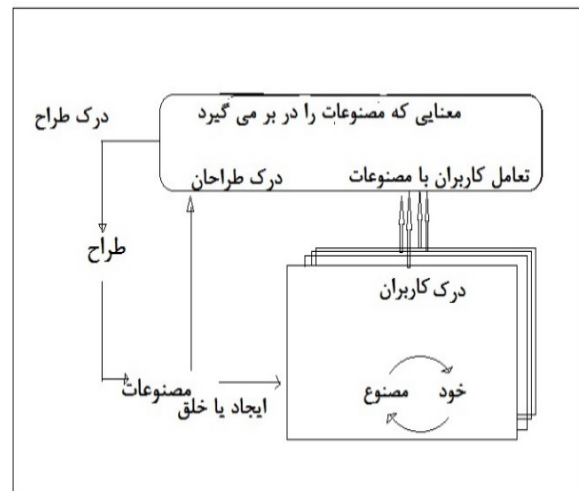 معنایی که مصنوعات را در بر می گیرد
درک طراح
تعامل کاربران با مصنوعات
درک طراحان
طراح
درک کاربران
خود
مصنوع
مصنوعات
ایجاد یا خلق